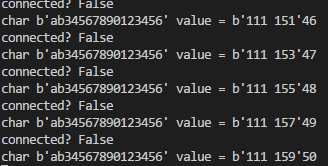 connected? False
char b'ab34567890123456' value = b'111 151'46
connected? False
char b'ab34567890123456' value = b'111 153'47
connected? False
char b'ab34567890123456' value = b'111 155'48
connected? False
char b'ab34567890123456' value = b'111 157'49
connected? False
char b'ab34567890123456' value = b'111 159'50